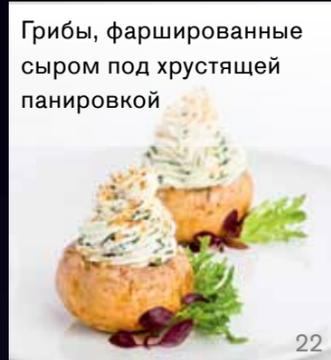 Грибы, фаршированные
сыром под хрустящей
панировкой
22